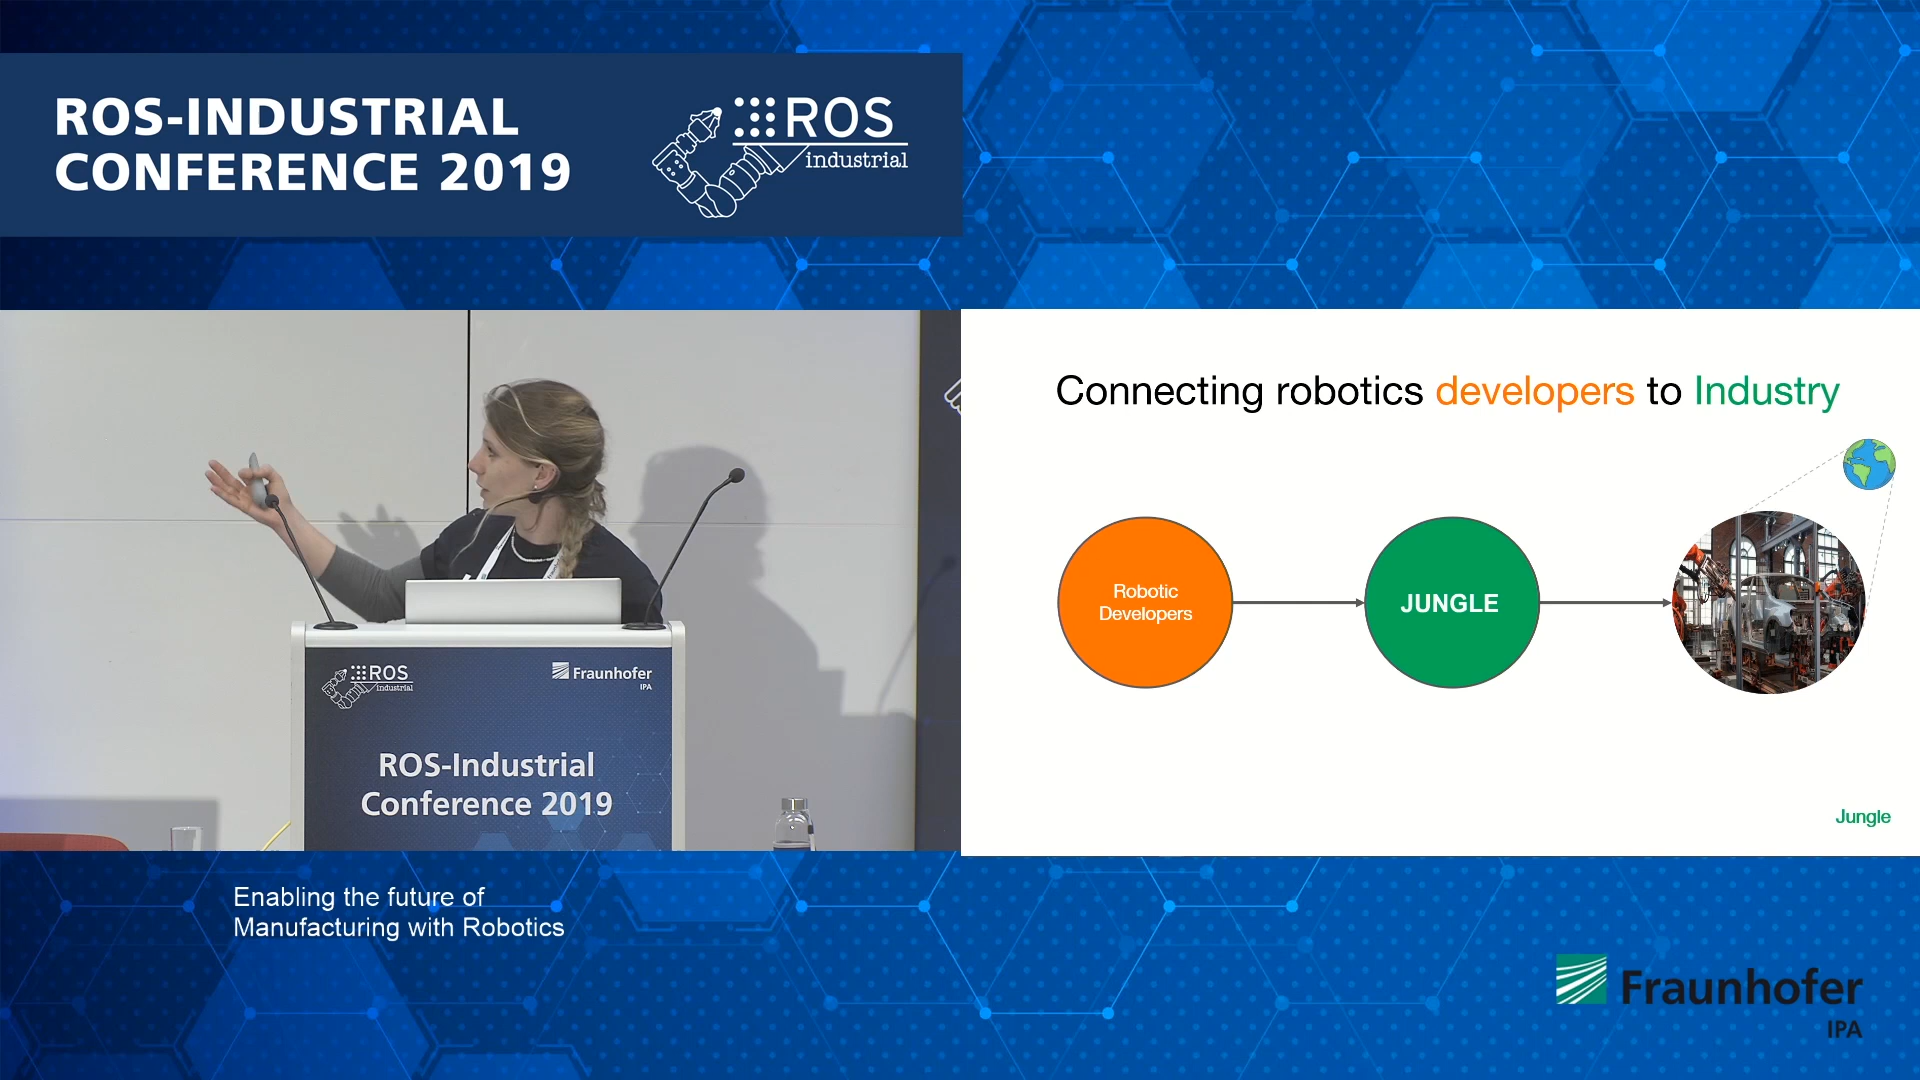 ROS-INDUSTRIAL
CONFERENCE 2019
ROS
industrial
Connecting robotics developers to Industry
Robotic
Developers
JUNGLE
Jungle
ROS
industrial
Fraunhofer
IPA
ROS-Industrial
Conference 2019
Enabling the future of
Manufacturing with Robotics
Fraunhofer
IPA